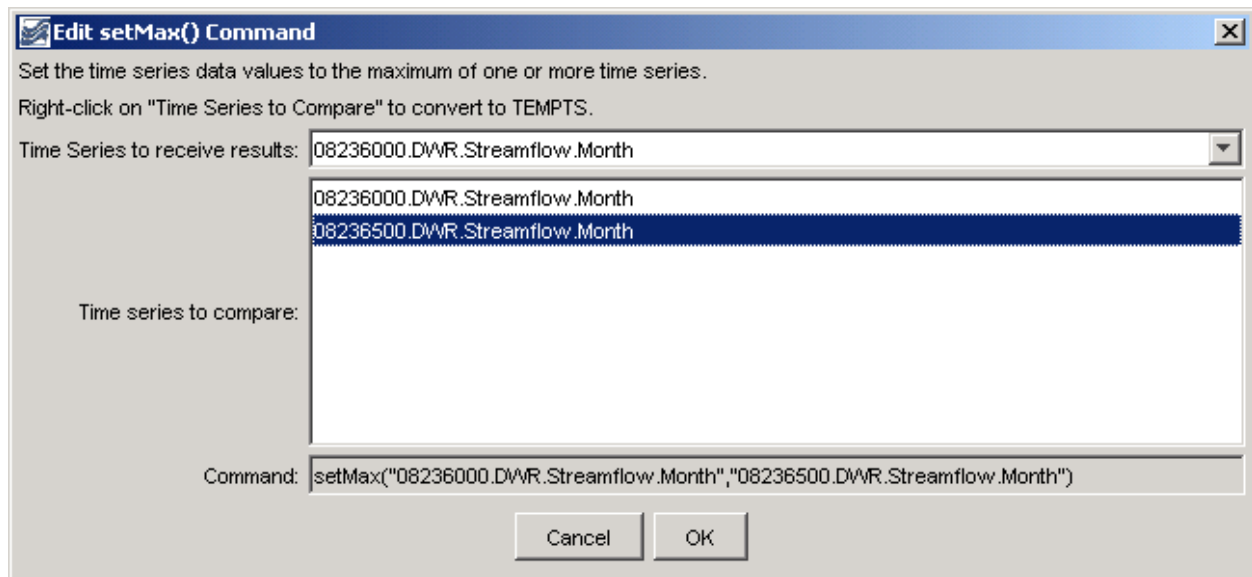 Edit setMax() Command
Set the time series data values to the maximum of one or more time series.
Right-click on "Time Series to Compare" to convert to TEMPTS.
Time Series to receive results: 08236000.DWR.Streamflow.Month
08236000.DWR.Streamflow.Month
08236500.DWR.Streamflow.Month
Time series to compare:
Command: setMax("08236000.DWR.Streamflow.Month","08236500.DWR.Streamflow.Month")
Cancel OK